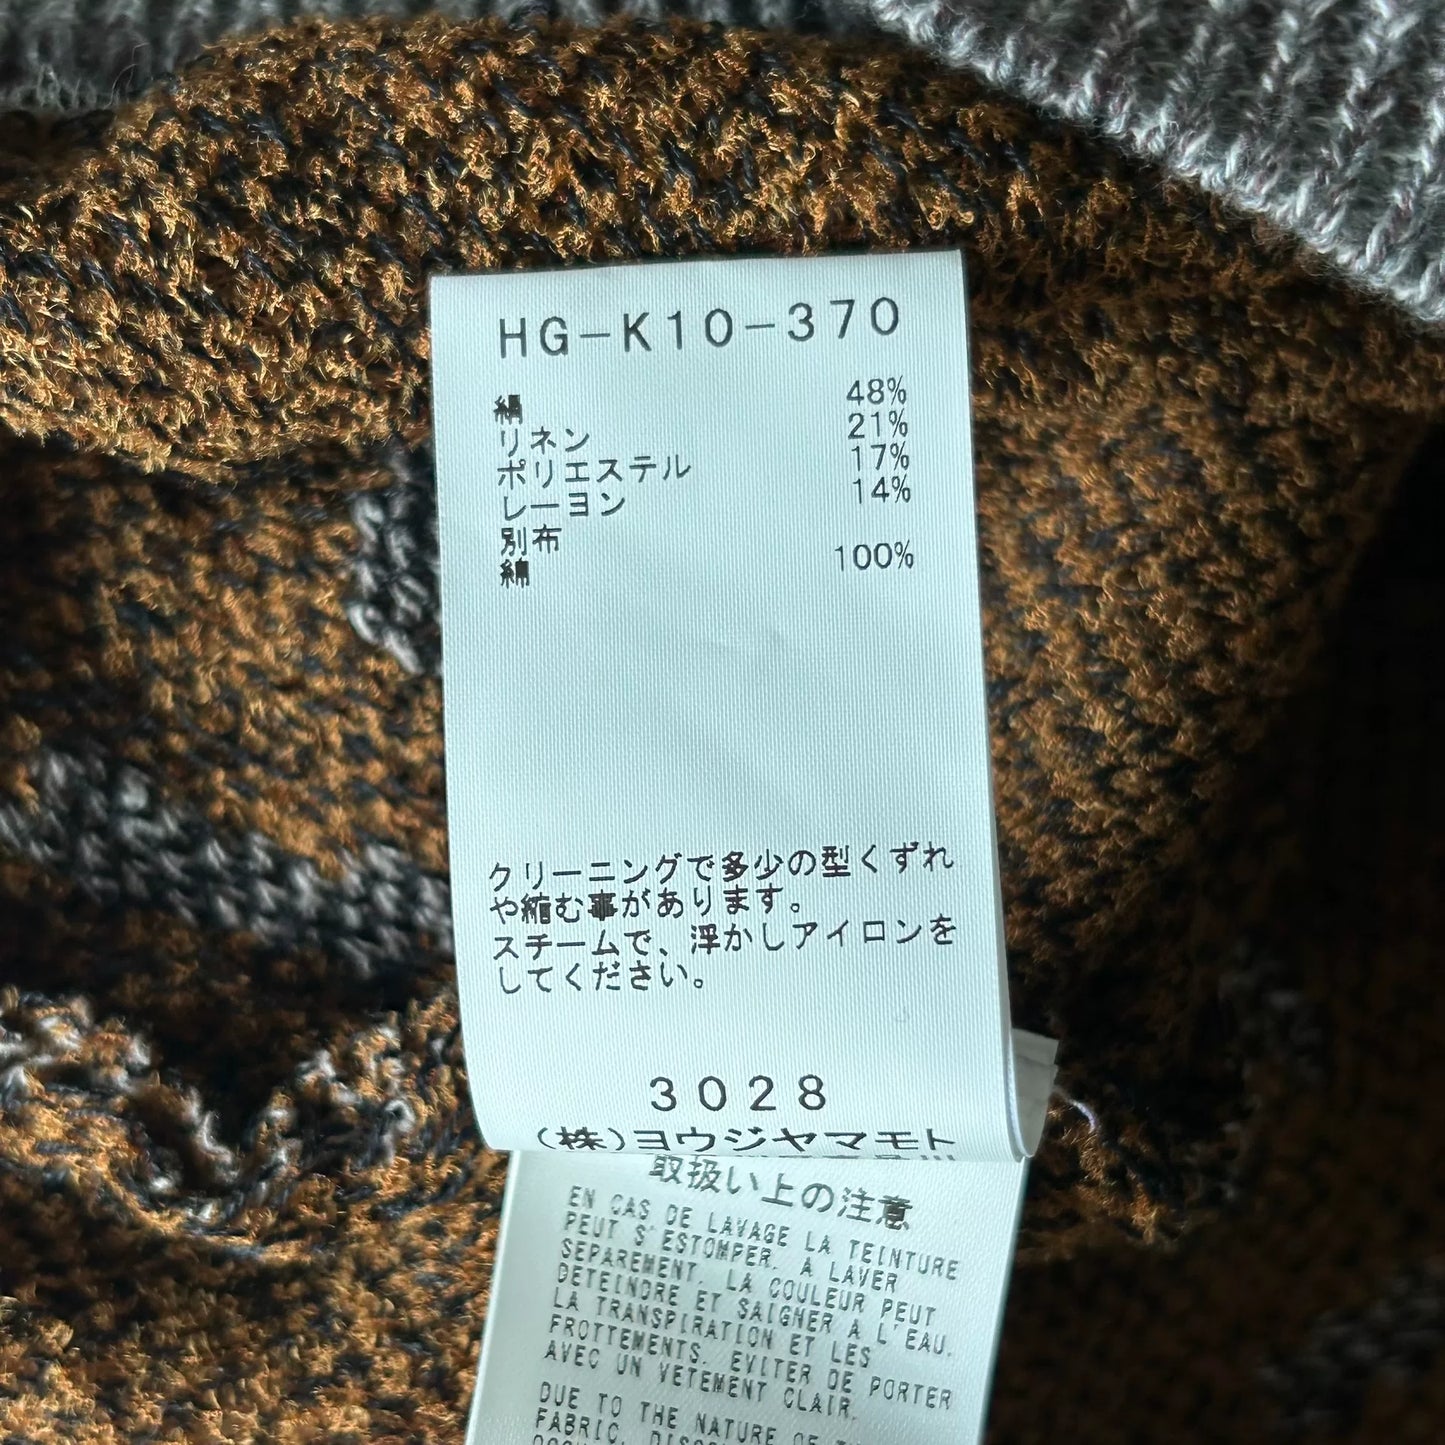 HG-K10-370
絹 48%
リネン 21%
ポリエステル 17%
レーヨン 14%
別布
綿 100%
クリーニングで多少の型くずれ
や縮む事があります。
スチームで、浮かしアイロンを
してください。
3028
(株)ヨウジヤマモト
取扱い上の注意
EN CAS DE LAVAGE LA TEINTURE
PEUT S'ESTOMPER. A LAVER
SEPAREMENT. LA COULEUR PEUT
DETEINDRE ET SAIGNER A L'EAU.
LA TRANSPIRATION ET LES
FROTTEMENTS. EVITER DE PORTER
AVEC UN VETEMENT CLAIR.
DUE TO THE NATURE OF
FABRIC,